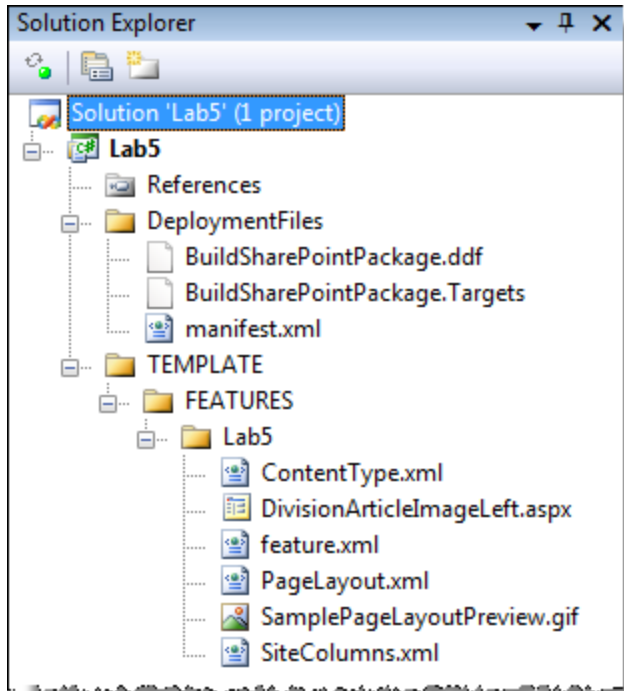 Solution Explorer
Solution 'Lab5' (1 project)
Lab5
References
DeploymentFiles
BuildSharePointPackage.ddf
BuildSharePointPackage.Targets
manifest.xml
TEMPLATE
FEATURES
Lab5
ContentType.xml
DivisionArticleImageLeft.aspx
feature.xml
PageLayout.xml
SamplePageLayoutPreview.gif
SiteColumns.xml